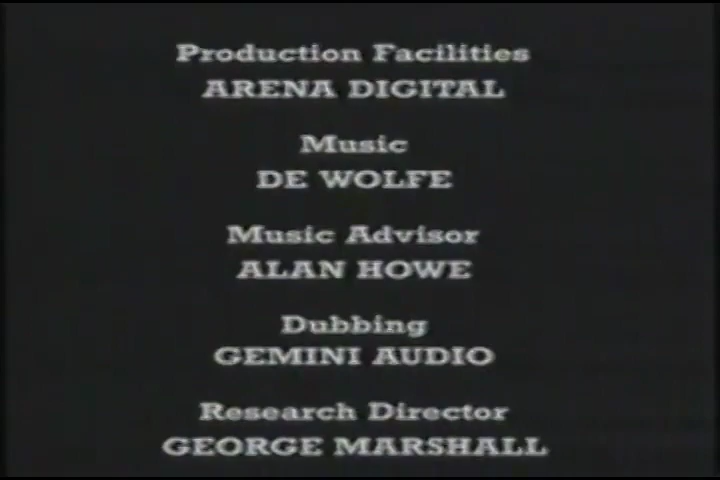 Production Facilities
ARENA DIGITAL
Music
DE WOLFE
Music Advisor
ALAN HOWE
Dubbing
GEMINI AUDIO
Research Director
GEORGE MARSHALL